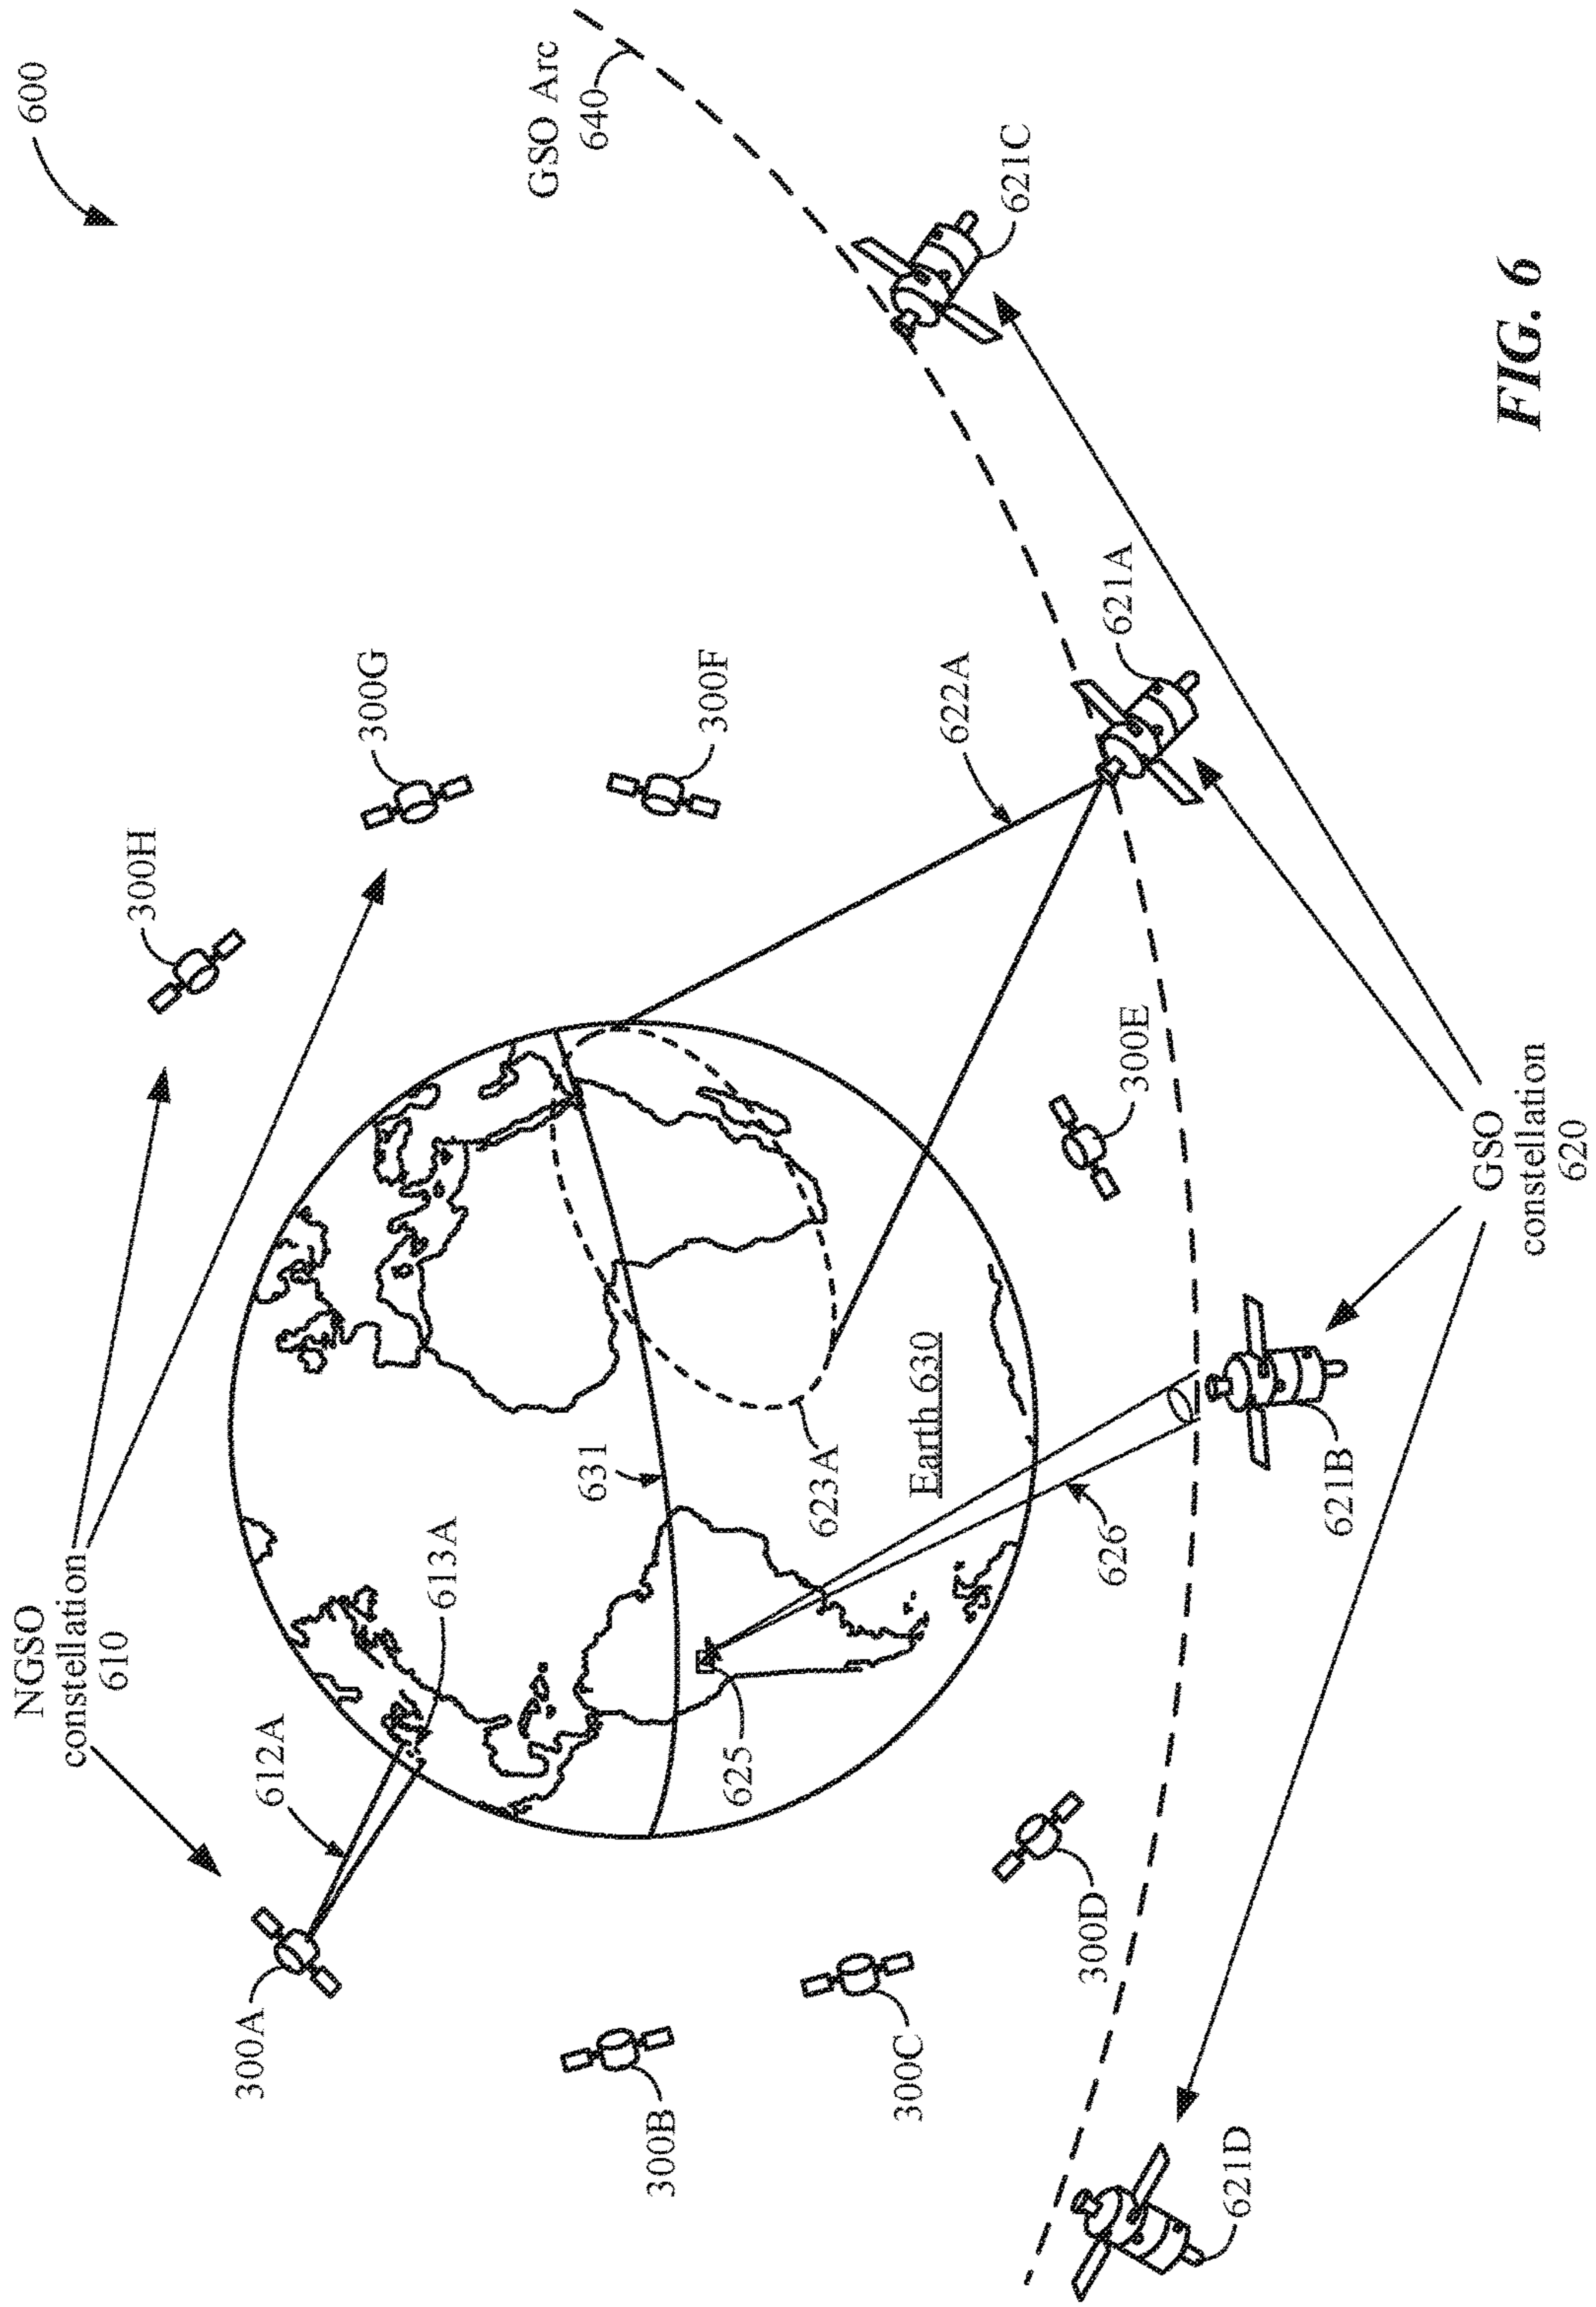 600
NGSO
constellation
610
300H
300G
300F
GSO Arc
640
621C
300A
612A
613A
631
622A
621A
300B
625
623A
Earth 630
300E
300C
300D
626
621B
621D
GSO
constellation
620
FIG. 6